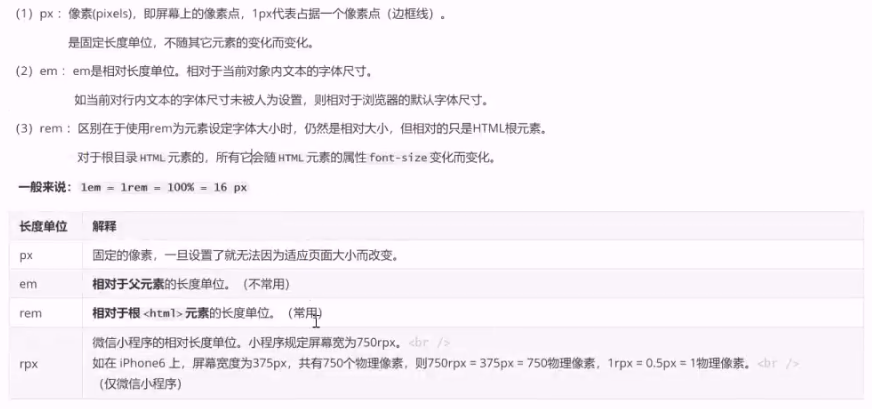 （1）px ：像素(pixels)，即屏幕上的像素点，1px代表占据一个像素点（边框线）。
是固定长度单位，不随其它元素的变化而变化。
（2）em ：em是相对长度单位。相对于当前对象内文本的字体尺寸。
如当前对行内文本的字体尺寸未被人为设置，则相对于浏览器的默认字体尺寸。
（3）rem ：区别在于使用rem为元素设定字体大小时，仍然是相对大小，但相对的只是HTML根元素。
对于根目录 HTML 元素的，所有它会随 HTML 元素的属性 font-size 变化而变化。
一般来说：1em = 1rem = 100% = 16 px
长度单位 解释
px 固定的像素，一旦设置了就无法因为适应页面大小而改变。
em 相对于父元素的长度单位。（不常用）
rem 相对于根 <html> 元素的长度单位。（常用）
微信小程序的相对长度单位。小程序规定屏幕宽为750rpx。<br />
rpx 如在 iPhone6 上，屏幕宽度为375px，共有750个物理像素，则750rpx = 375px = 750物理像素，1rpx = 0.5px = 1物理像素。<br />
（仅微信小程序）